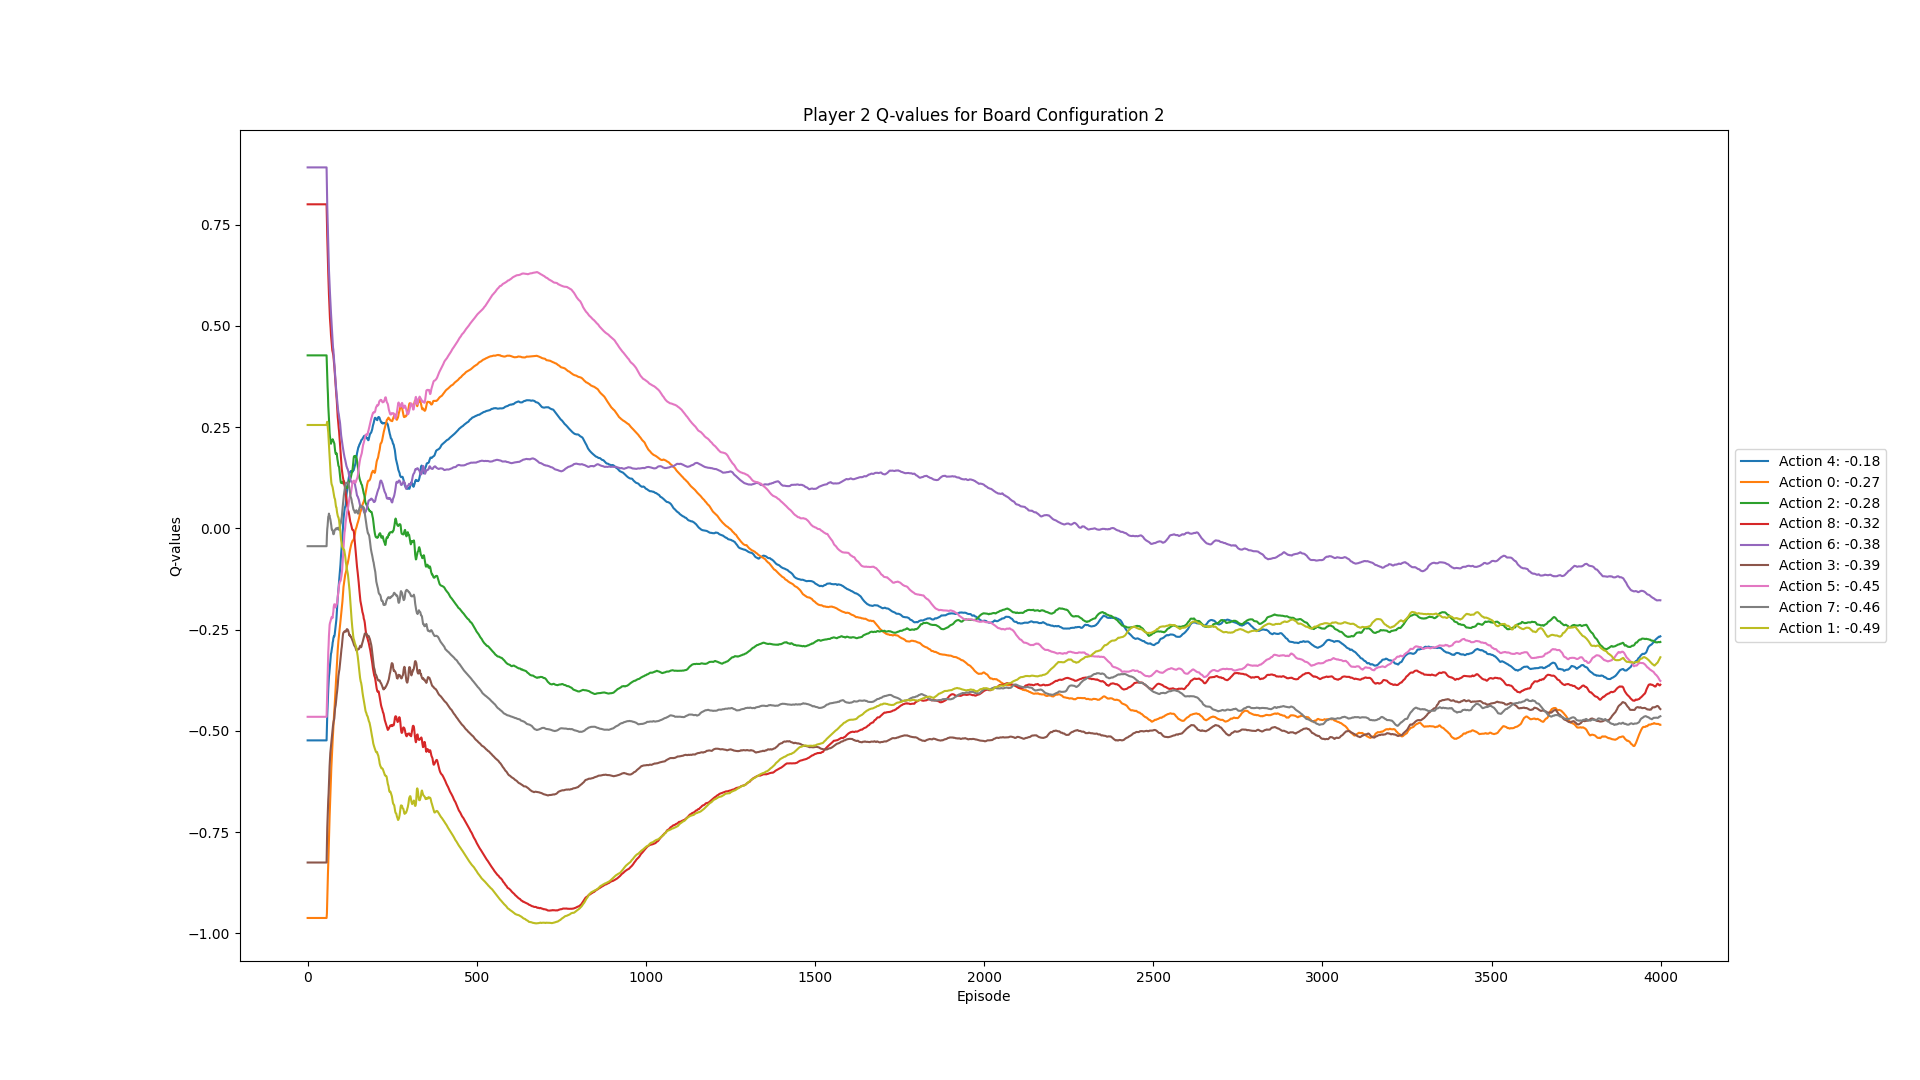 Player 2 Q-values for Board Configuration 2
Q-values
0.75
0.50
0.25
0.00
−0.25
−0.50
−0.75
−1.00
0
500
1000
1500
2000
2500
3000
3500
4000
Episode
Action 4: -0.18
Action 0: -0.27
Action 2: -0.28
Action 8: -0.32
Action 6: -0.38
Action 3: -0.39
Action 5: -0.45
Action 7: -0.46
Action 1: -0.49